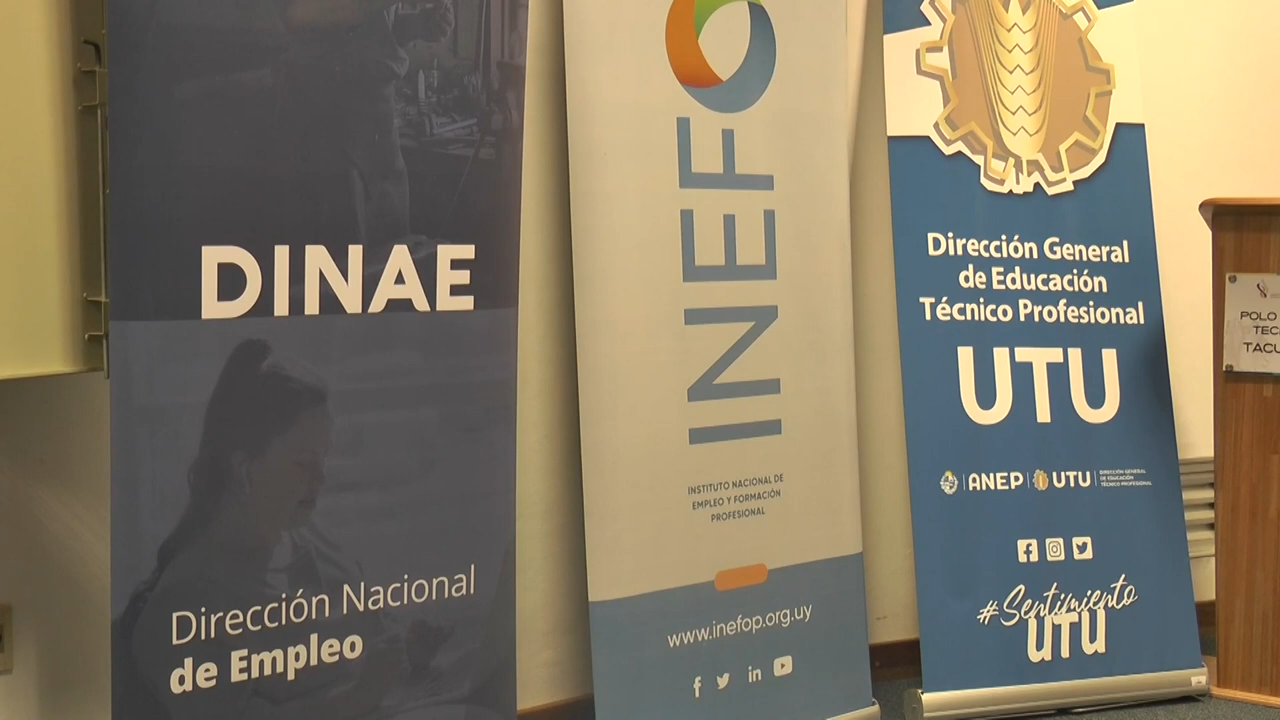 DINAE
Dirección Nacional
de Empleo
INEFO
INSTITUTO NACIONAL DE
EMPLEO Y FORMACIÓN
PROFESIONAL
www.inefop.org.uy
Dirección General
de Educación
Técnico Profesional
UTU
ANEP UTU DIRECCIÓN GENERAL
DE EDUCACIÓN
TÉCNICO PROFESIONAL
#Sentimiento
UTU
POLO
TEC
TACU